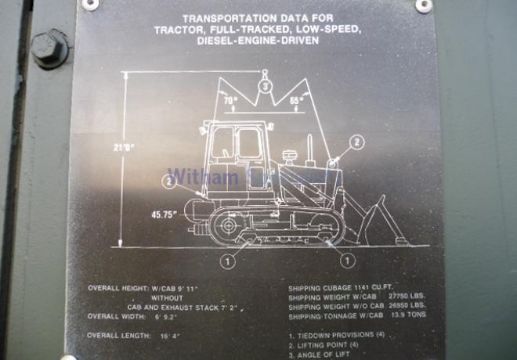 TRANSPORTATION DATA FOR
TRACTOR, FULL-TRACKED, LOW-SPEED,
DIESEL-ENGINE-DRIVEN
3
70°
65°
21'0"
2
2
45.75"
1
1
OVERALL HEIGHT: W/CAB 9' 11"
WITHOUT
CAB AND EXHAUST STACK 7' 2"
OVERALL WIDTH: 6' 9.2"
OVERALL LENGTH: 16' 4"
SHIPPING CUBAGE 1141 CU.FT.
SHIPPING WEIGHT W/CAB 27750 LBS.
SHIPPING WEIGHT W/O CAB 26950 LBS.
SHIPPING TONNAGE W/CAB 13.9 TONS
1. TIEDOWN PROVISIONS (4)
2. LIFTING POINT (4)
3. ANGLE OF LIFT
Witham